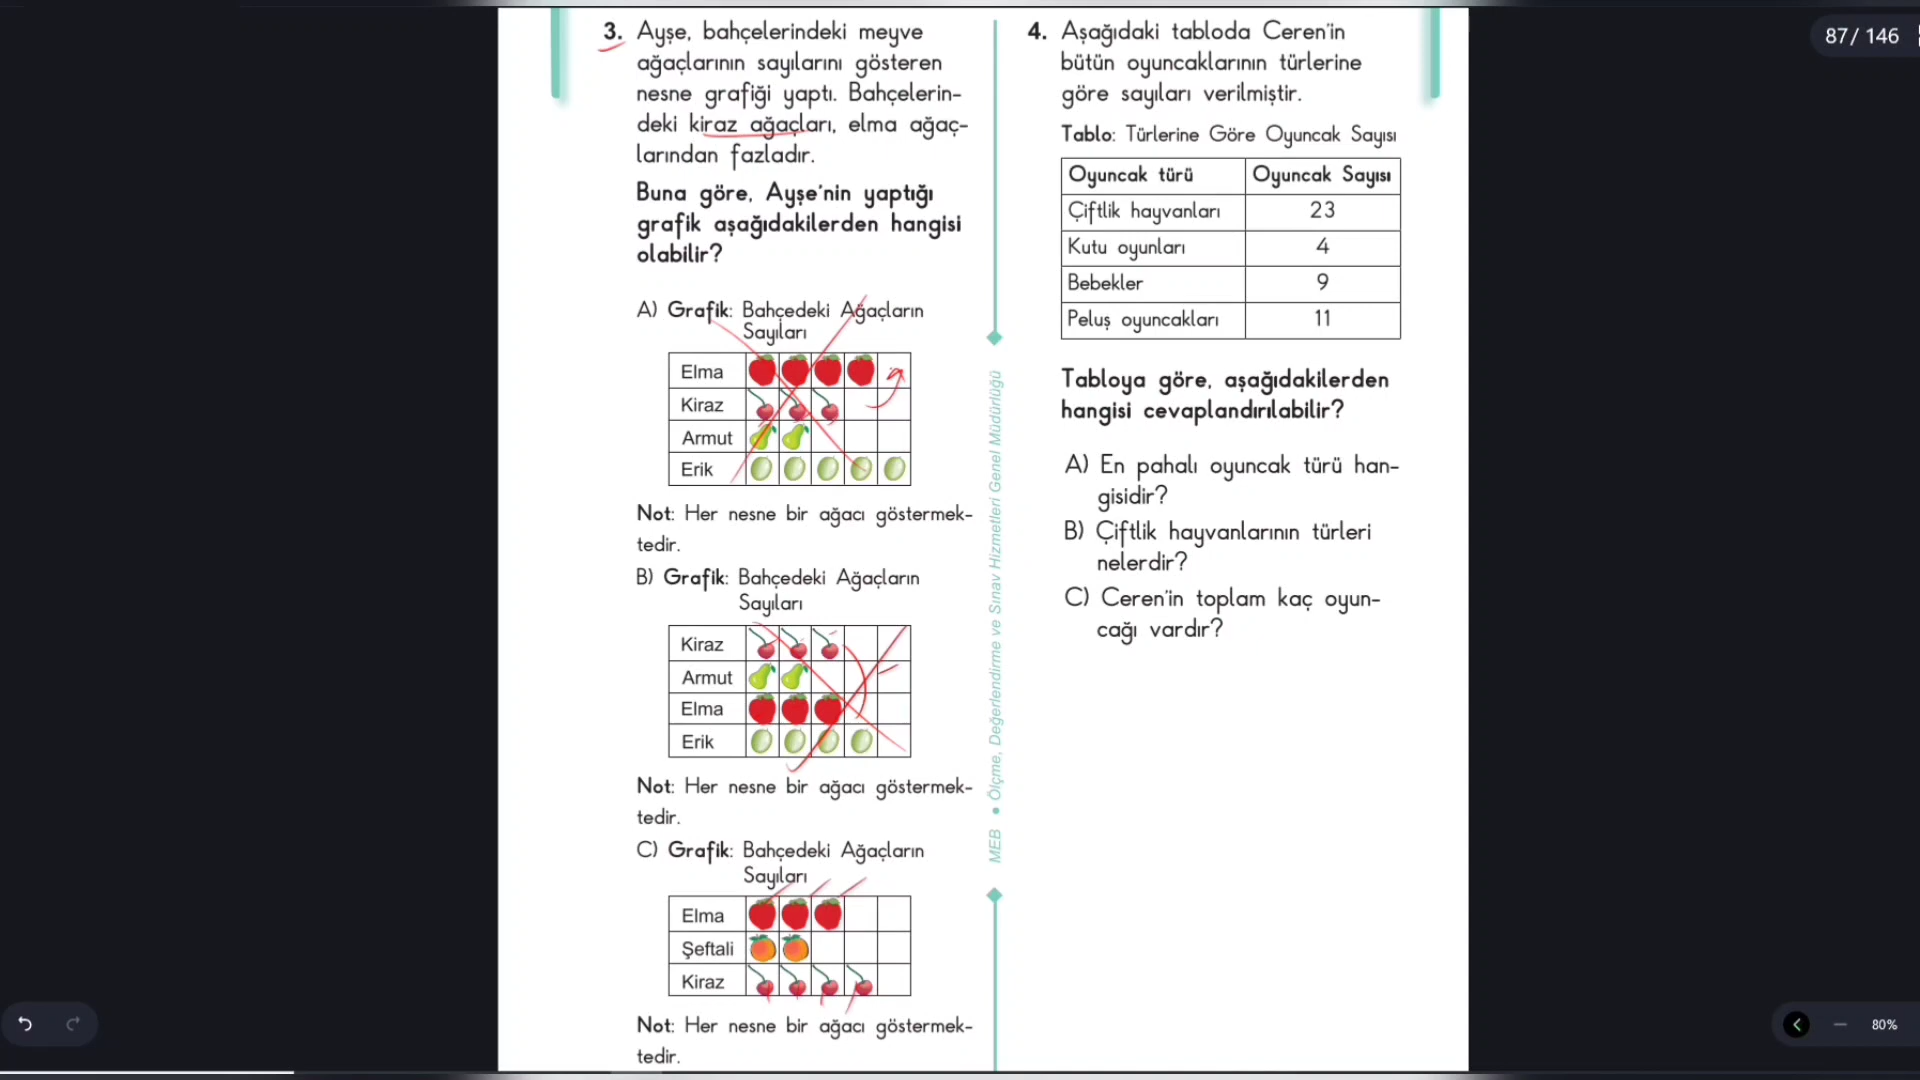 3. Ayşe, bahçelerindeki meyve
ağaçlarının sayılarını gösteren
nesne grafiği yaptı. Bahçelerin-
deki kiraz ağaçları, elma ağaç-
larından fazladır.
Buna göre, Ayşe'nin yaptığı
grafik aşağıdakilerden hangisi
olabilir?
A) Grafik: Bahçedeki Ağaçların
Sayıları
Elma
Kiraz
Armut
Erik
Not: Her nesne bir ağacı göstermek-
tedir.
B) Grafik: Bahçedeki Ağaçların
Sayıları
Kiraz
Armut
Elma
Erik
Not: Her nesne bir ağacı göstermek-
tedir.
C) Grafik: Bahçedeki Ağaçların
Sayıları
Elma
Şeftali
Kiraz
Not: Her nesne bir ağacı göstermek-
tedir.
MEB • Ölçme, Değerlendirme ve Sınav Hizmetleri Genel Müdürlüğü
4. Aşağıdaki tabloda Ceren'in
bütün oyuncaklarının türlerine
göre sayıları verilmiştir.
Tablo: Türlerine Göre Oyuncak Sayısı
Oyuncak türü Oyuncak Sayısı
Çiftlik hayvanları 23
Kutu oyunları 4
Bebekler 9
Peluş oyuncakları 11
Tabloya göre, aşağıdakilerden
hangisi cevaplandırılabilir?
A) En pahalı oyuncak türü han-
gisidir?
B) Çiftlik hayvanlarının türleri
nelerdir?
C) Ceren'in toplam kaç oyun-
cağı vardır?
87/ 146
80%